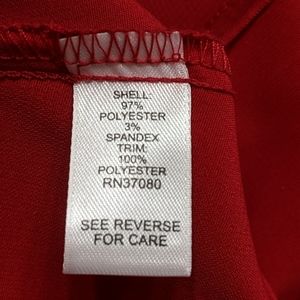 SHELL:
97%
POLYESTER
3%
SPANDEX
TRIM:
100%
POLYESTER
RN37080
SEE REVERSE
FOR CARE